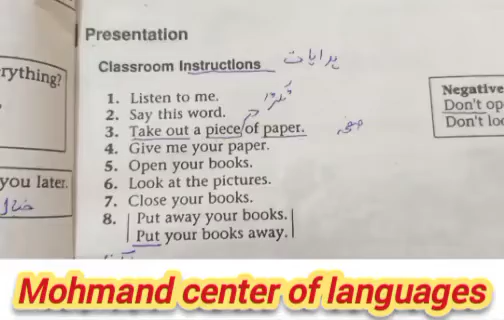 Presentation
Classroom Instructions ہدایات
rything?
1. Listen to me.
2. Say this word.
3. Take out a piece of paper.
4. Give me your paper.
5. Open your books.
6. Look at the pictures.
7. Close your books.
8. Put away your books.
Put your books away.
you later.
Negative
Don't op
Don't loo
Mohmand center of languages